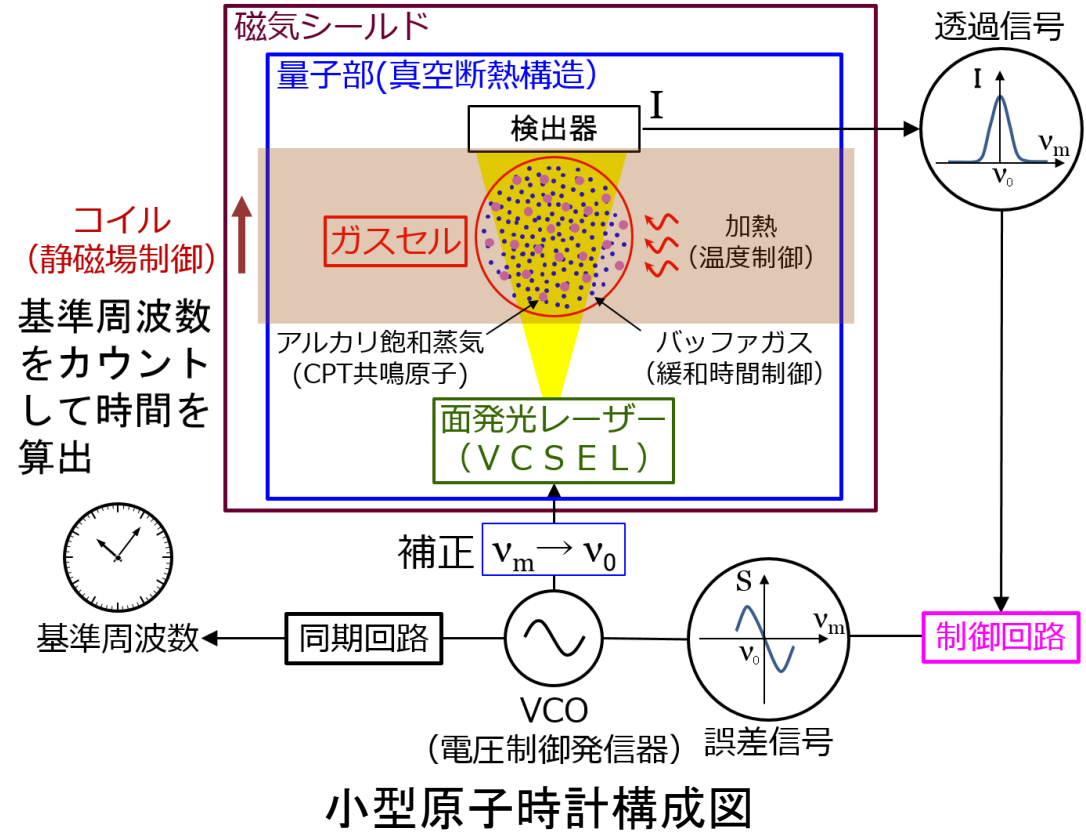 磁気シールド
透過信号
量子部(真空断熱構造)
検出器
I
I
νm
ν0
コイル
(静磁場制御)
ガスセル
加熱
(温度制御)
基準周波数
をカウント
して時間を
算出
アルカリ飽和蒸気
(CPT共鳴原子)
バッファガス
(緩和時間制御)
面発光レーザー
(VCSEL)
補正
νm→ν0
S
νm
ν0
基準周波数
同期回路
制御回路
VCO
(電圧制御発信器)
誤差信号
小型原子時計構成図